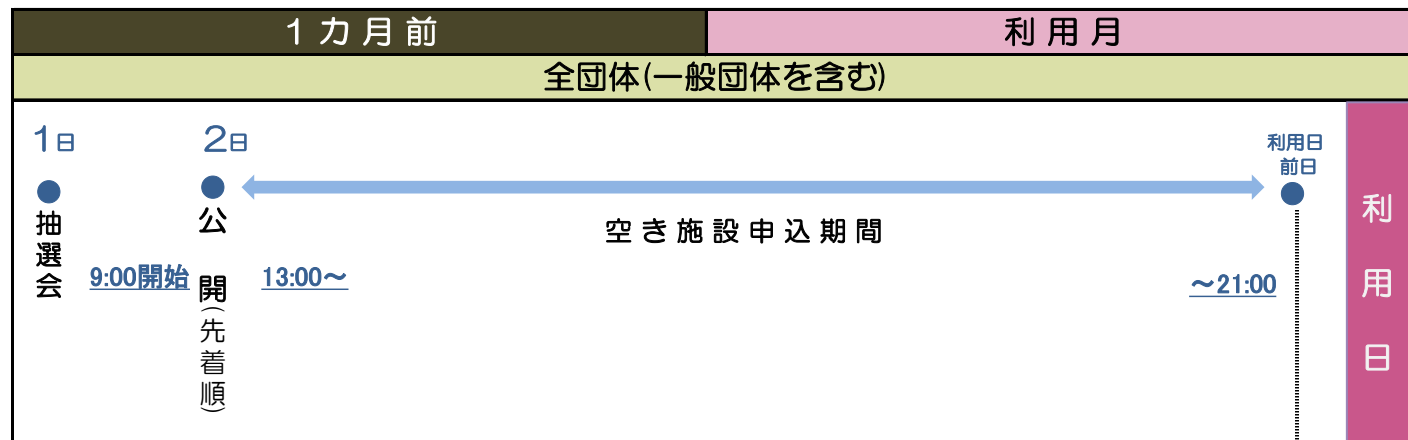 １カ月前
利用月
全団体(一般団体を含む)
1日
2日
利用日
前日
抽選会
9:00開始
公開(先着順)
13:00～
空き施設申込期間
～21:00
利用日